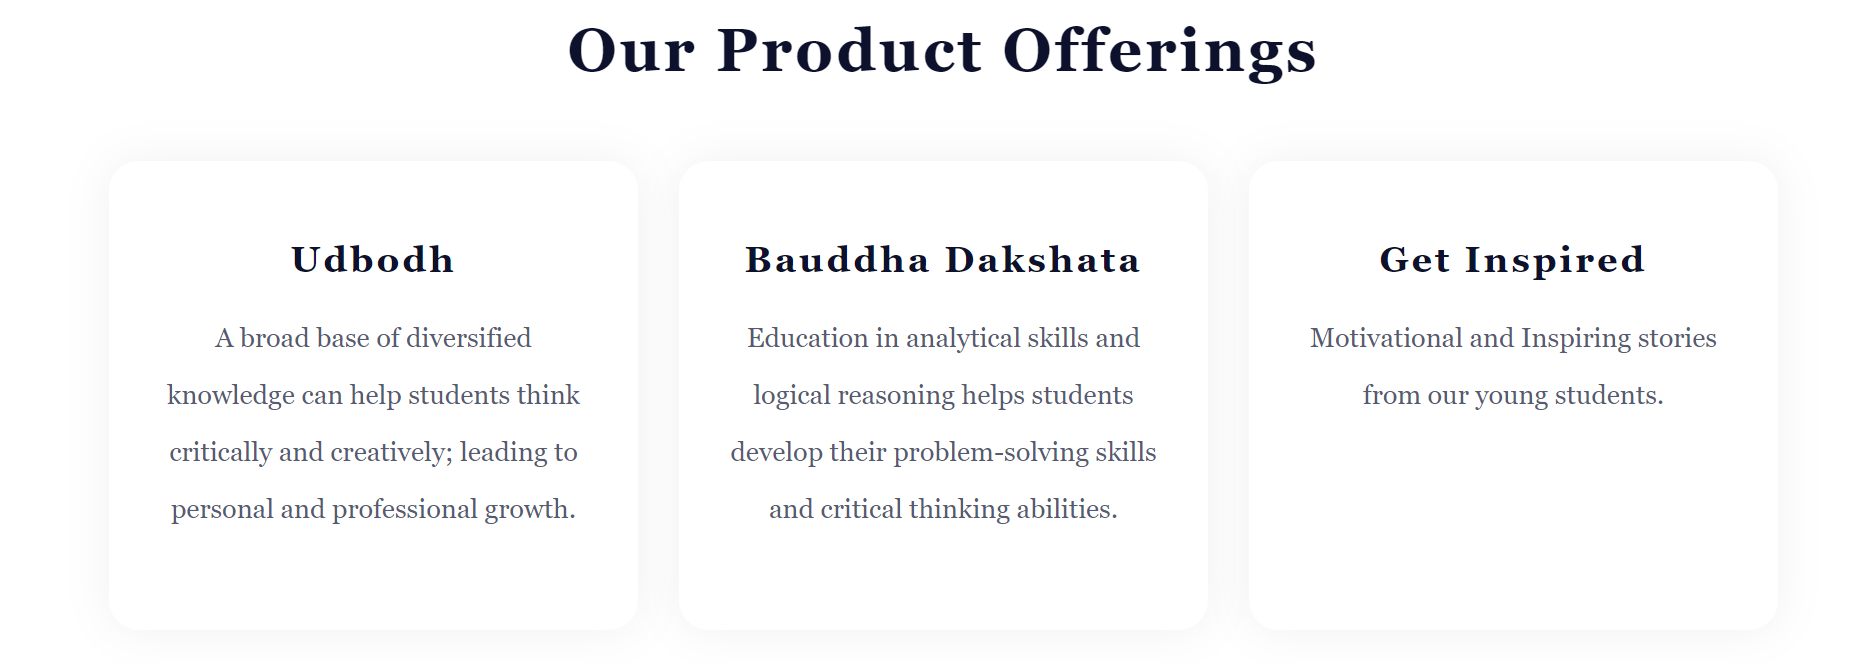 Our Product Offerings
Udbodh
A broad base of diversified
knowledge can help students think
critically and creatively; leading to
personal and professional growth.
Bauddha Dakshata
Education in analytical skills and
logical reasoning helps students
develop their problem-solving skills
and critical thinking abilities.
Get Inspired
Motivational and Inspiring stories
from our young students.